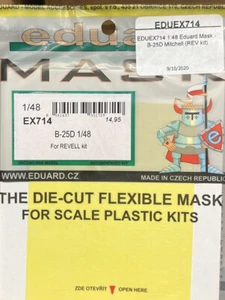 EDUEX714
EDUEX714 1:48 Eduard Mask -
B-25D Mitchell (REV kit)
9/10/2020
eduard
MASK
1/48
EX714
14,95
B-25D 1/48
For REVELL kit
MADE IN CZECH REPUBLIC
WWW.EDUARD.CZ
THE DIE-CUT FLEXIBLE MASK
FOR SCALE PLASTIC KITS
ZDE OTEVŘÍT
OPEN HERE